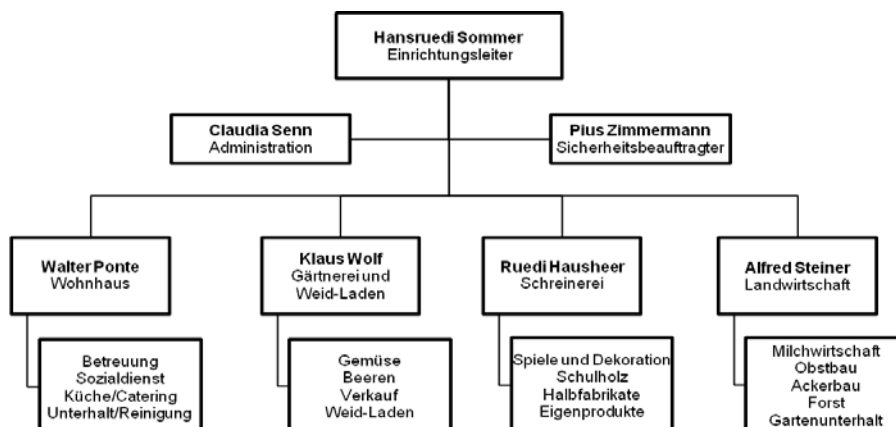 Hansruedi Sommer
Einrichtungsleiter
Claudia Senn
Administration
Pius Zimmermann
Sicherheitsbeauftragter
Walter Ponte
Wohnhaus
Klaus Wolf
Gärtnerei und
Weid-Laden
Ruedi Hausheer
Schreinerei
Alfred Steiner
Landwirtschaft
Betreuung
Sozialdienst
Küche/Catering
Unterhalt/Reinigung
Gemüse
Beeren
Verkauf
Weid-Laden
Spiele und Dekoration
Schulholz
Halbfabrikate
Eigenprodukte
Milchwirtschaft
Obstbau
Ackerbau
Forst
Gartenunterhalt